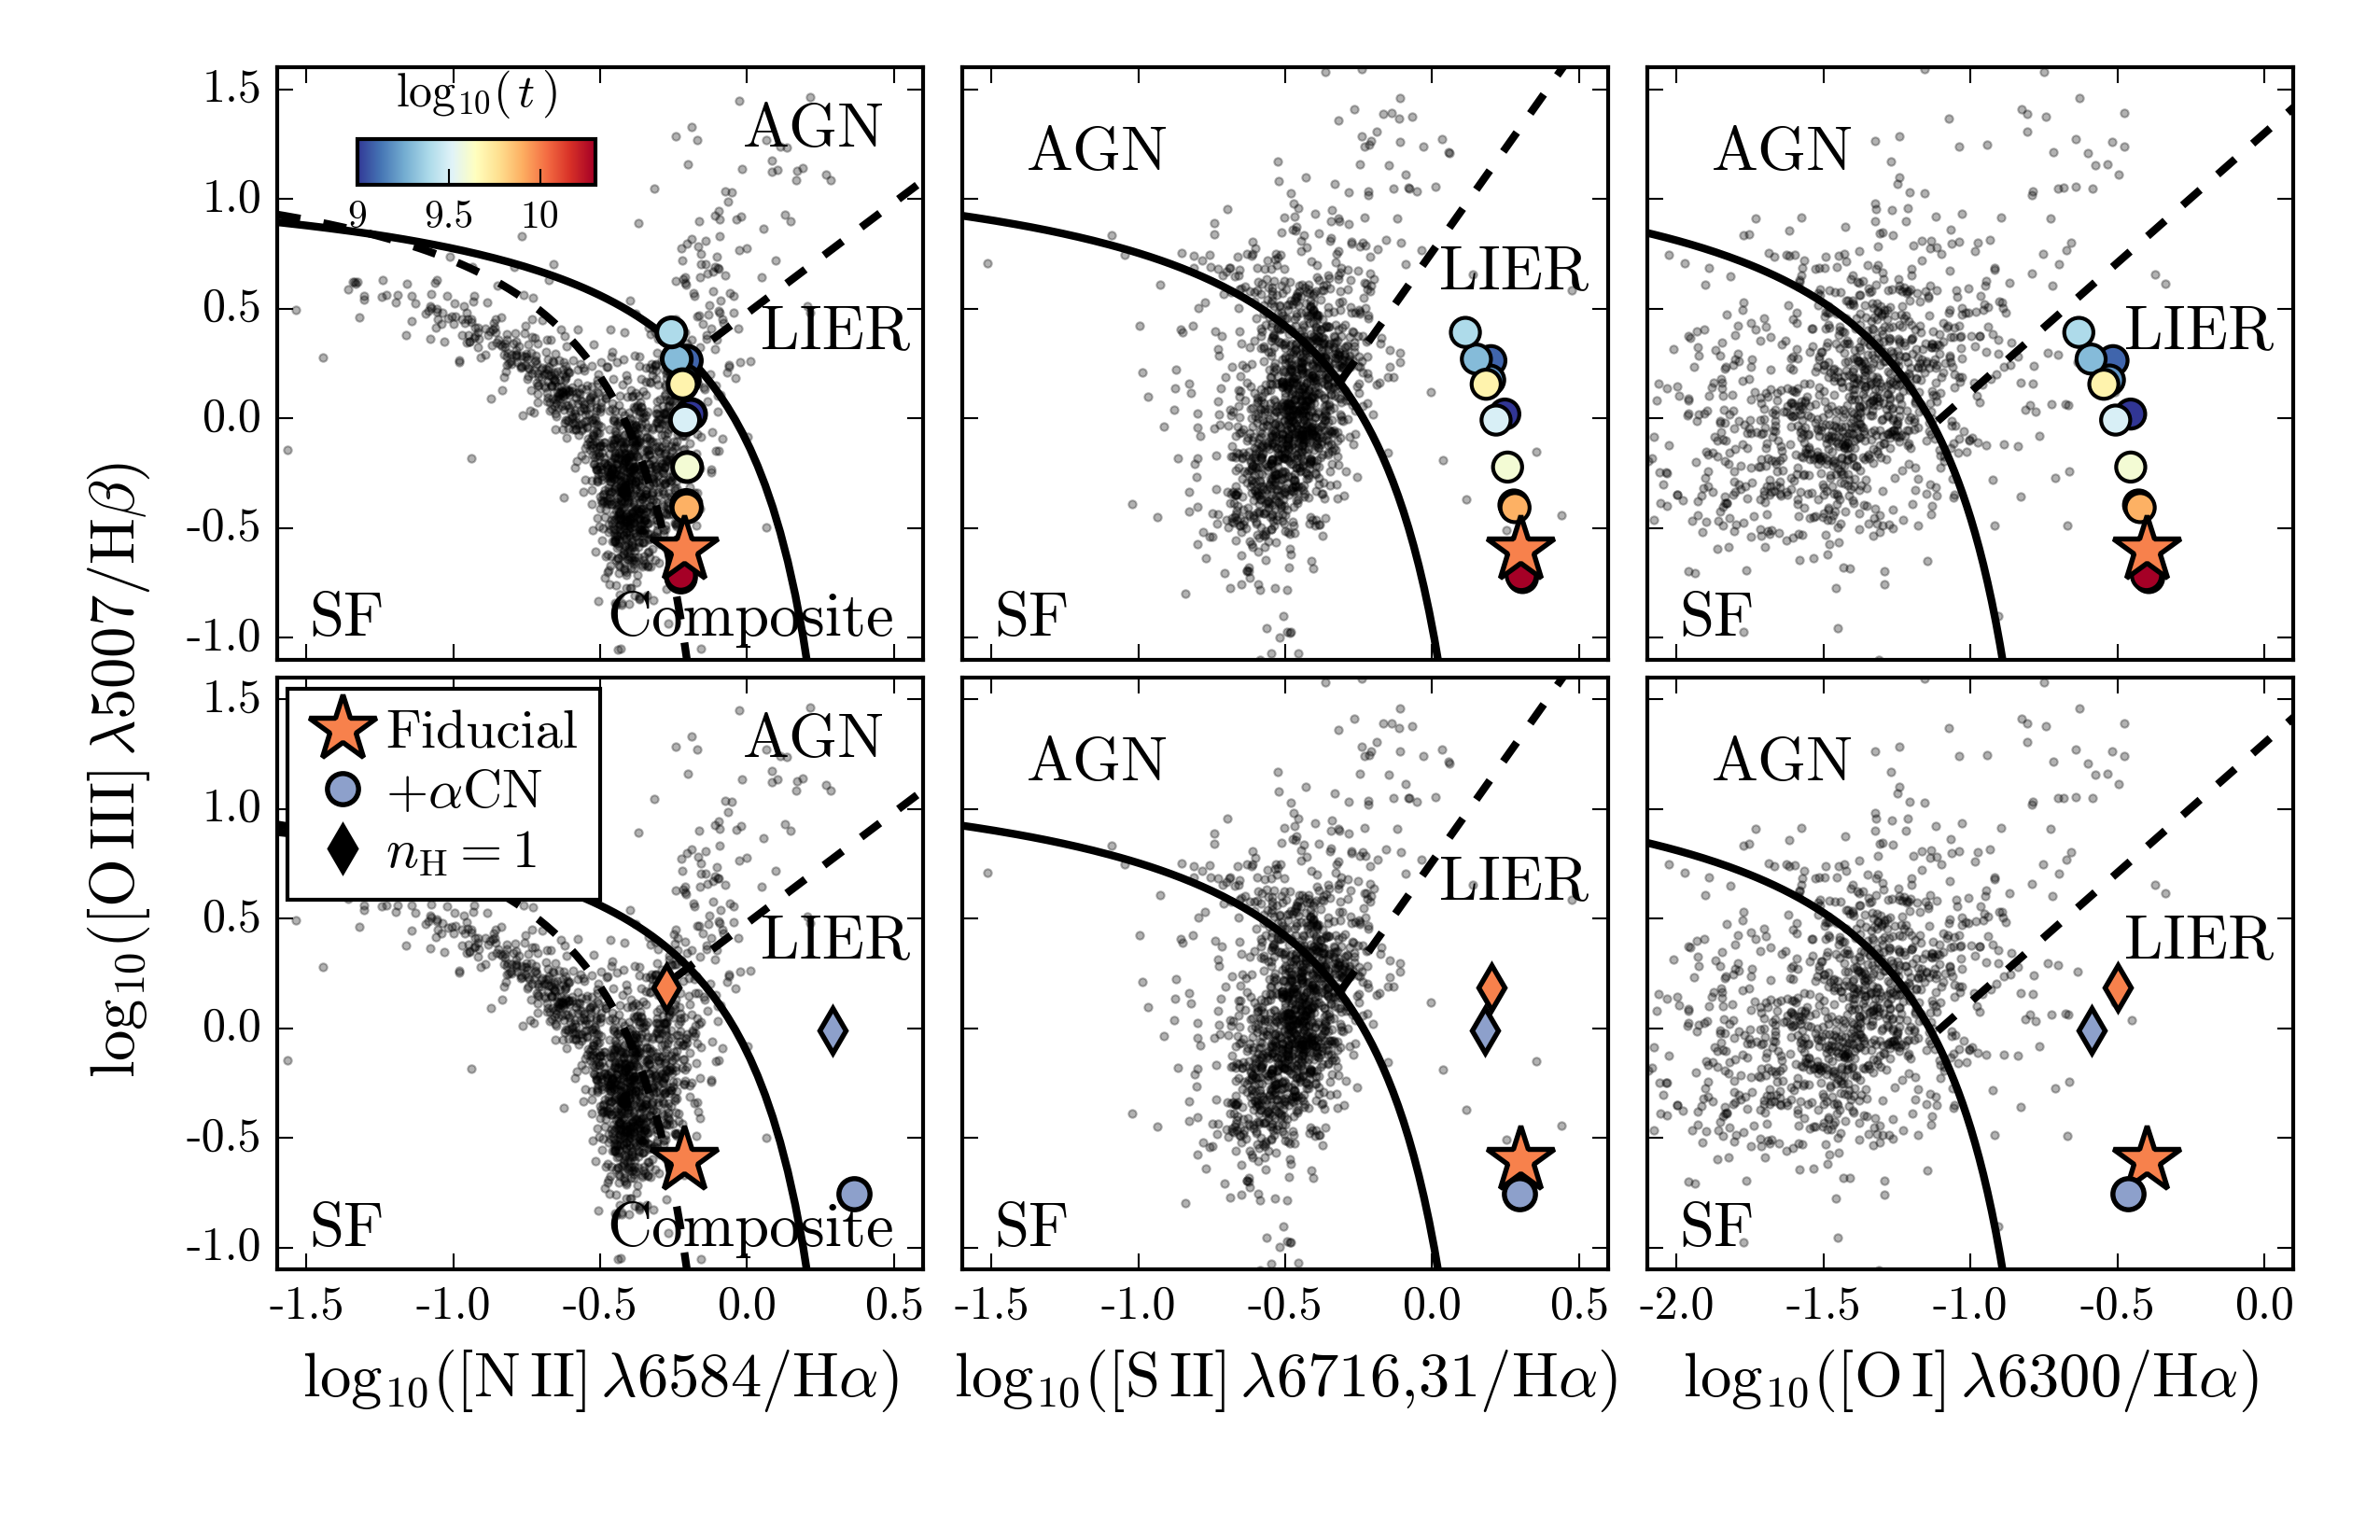 log₁₀([O III] λ5007/Hβ)
1.5
1.0
0.5
0.0
-0.5
-1.0
log₁₀(t)
9 9.5 10
AGN
LIER
SF
Composite
AGN
LIER
SF
AGN
LIER
SF
1.5
1.0
0.5
0.0
-0.5
-1.0
Fiducial
+αCN
n_H = 1
AGN
LIER
SF
Composite
AGN
LIER
SF
AGN
LIER
SF
-1.5 -1.0 -0.5 0.0 0.5
-1.5 -1.0 -0.5 0.0 0.5
-2.0 -1.5 -1.0 -0.5 0.0
log₁₀([N II] λ6584/Hα)
log₁₀([S II] λ6716,31/Hα)
log₁₀([O I] λ6300/Hα)